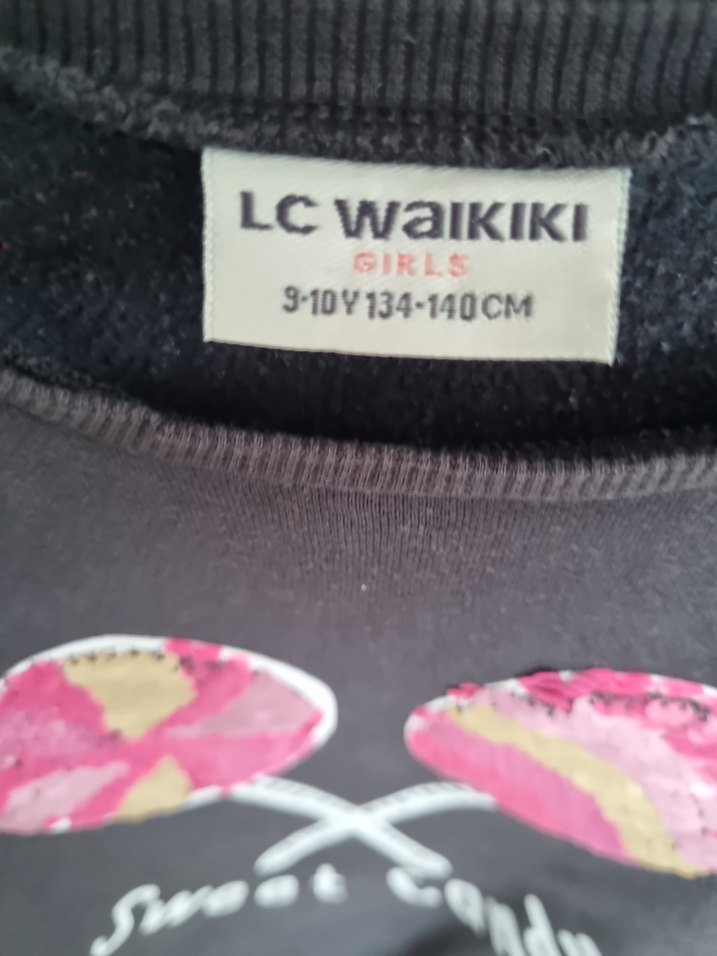 LC WAIKIKI
GIRLS
9-10Y 134-140CM
Sweet Candy